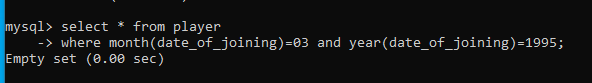 mysql> select * from player
-> where month(date_of_joining)=03 and year(date_of_joining)=1995;
Empty set (0.00 sec)